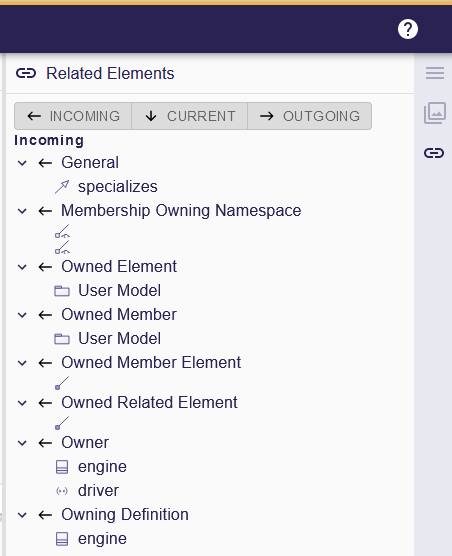 Related Elements
INCOMING CURRENT OUTGOING
Incoming
General
specializes
Membership Owning Namespace
Owned Element
User Model
Owned Member
User Model
Owned Member Element
Owned Related Element
Owner
engine
driver
Owning Definition
engine